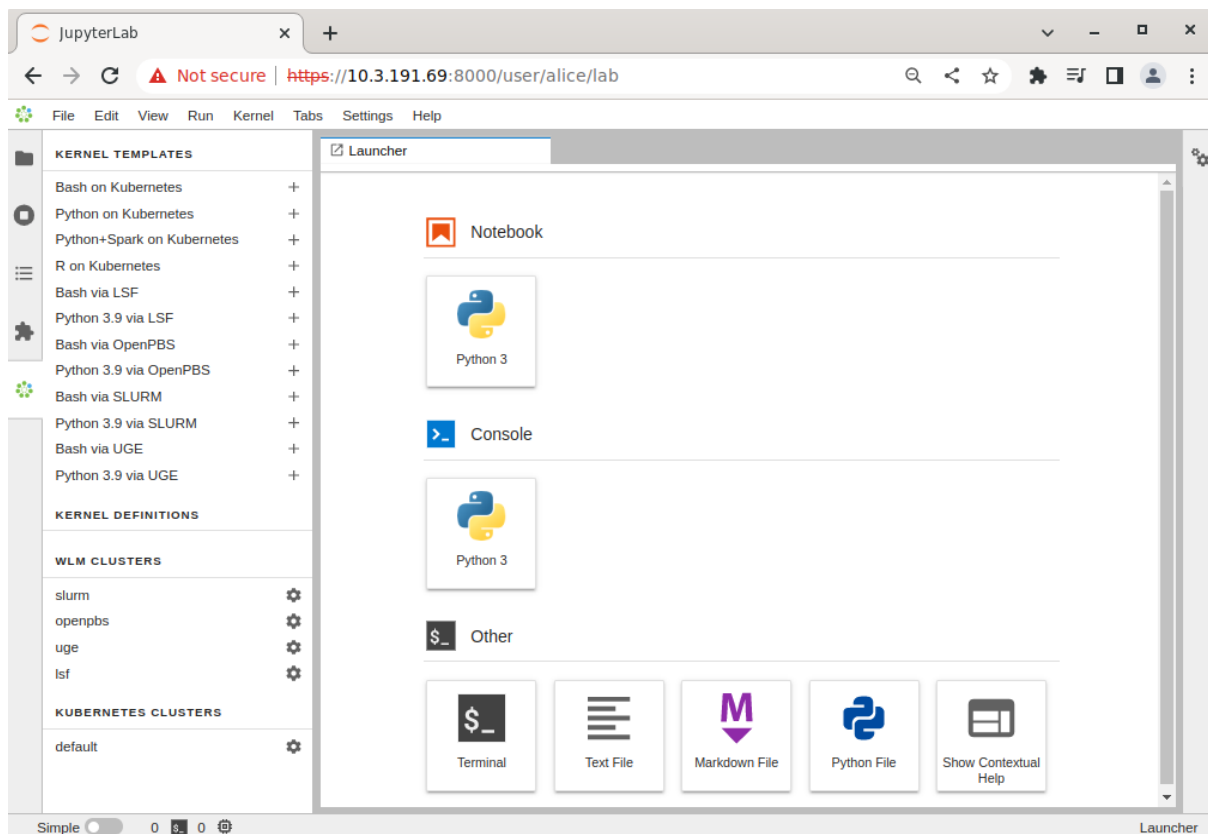 JupyterLab
Not secure https://10.3.191.69:8000/user/alice/lab
File Edit View Run Kernel Tabs Settings Help
KERNEL TEMPLATES
Bash on Kubernetes
Python on Kubernetes
Python+Spark on Kubernetes
R on Kubernetes
Bash via LSF
Python 3.9 via LSF
Bash via OpenPBS
Python 3.9 via OpenPBS
Bash via SLURM
Python 3.9 via SLURM
Bash via UGE
Python 3.9 via UGE
KERNEL DEFINITIONS
WLM CLUSTERS
slurm
openpbs
uge
lsf
KUBERNETES CLUSTERS
default
Launcher
Notebook
Python 3
Console
Python 3
$_ Other
$_
Terminal
Text File
M
Markdown File
Python File
Show Contextual
Help
Simple 0 $_ 0 Launcher